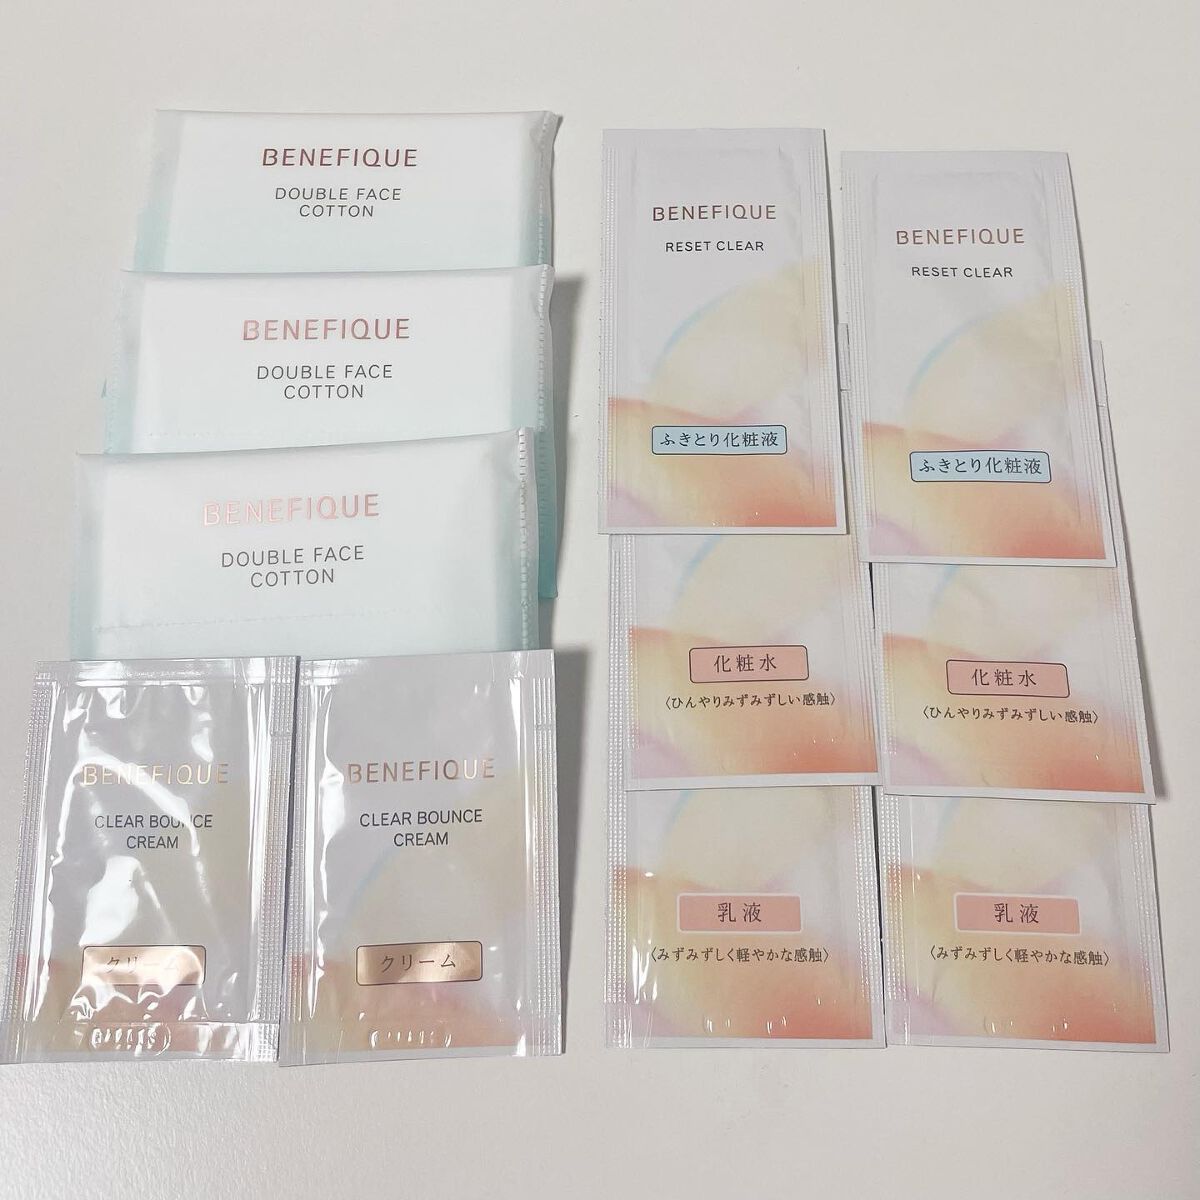 BENEFIQUE
DOUBLE FACE
COTTON
BENEFIQUE
DOUBLE FACE
COTTON
BENEFIQUE
DOUBLE FACE
COTTON
BENEFIQUE
CLEAR BOUNCE
CREAM
クリーム
BENEFIQUE
CLEAR BOUNCE
CREAM
クリーム
BENEFIQUE
RESET CLEAR
ふきとり化粧液
BENEFIQUE
RESET CLEAR
ふきとり化粧液
化粧水
〈ひんやりみずみずしい感触〉
化粧水
〈ひんやりみずみずしい感触〉
乳液
〈みずみずしく軽やかな感触〉
乳液
〈みずみずしく軽やかな感触〉